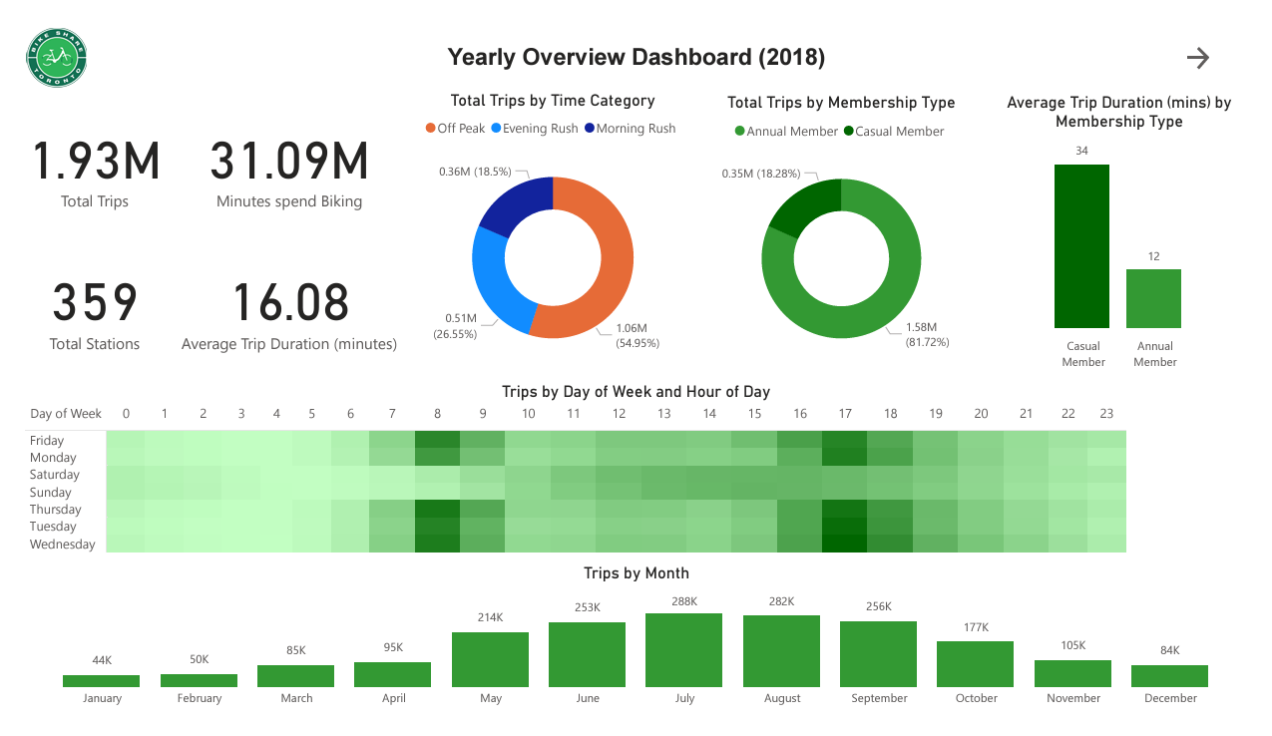 BIKE SHARE
TORONTO
Yearly Overview Dashboard (2018)
1.93M
Total Trips
31.09M
Minutes spend Biking
359
Total Stations
16.08
Average Trip Duration (minutes)
Total Trips by Time Category
Off Peak Evening Rush Morning Rush
0.36M (18.5%)
0.51M
(26.55%)
1.06M
(54.95%)
Total Trips by Membership Type
Annual Member Casual Member
0.35M (18.28%)
1.58M
(81.72%)
Average Trip Duration (mins) by
Membership Type
34
12
Casual
Member
Annual
Member
Trips by Day of Week and Hour of Day
Day of Week 0 1 2 3 4 5 6 7 8 9 10 11 12 13 14 15 16 17 18 19 20 21 22 23
Friday
Monday
Saturday
Sunday
Thursday
Tuesday
Wednesday
Trips by Month
44K 50K 85K 95K 214K 253K 288K 282K 256K 177K 105K 84K
January February March April May June July August September October November December